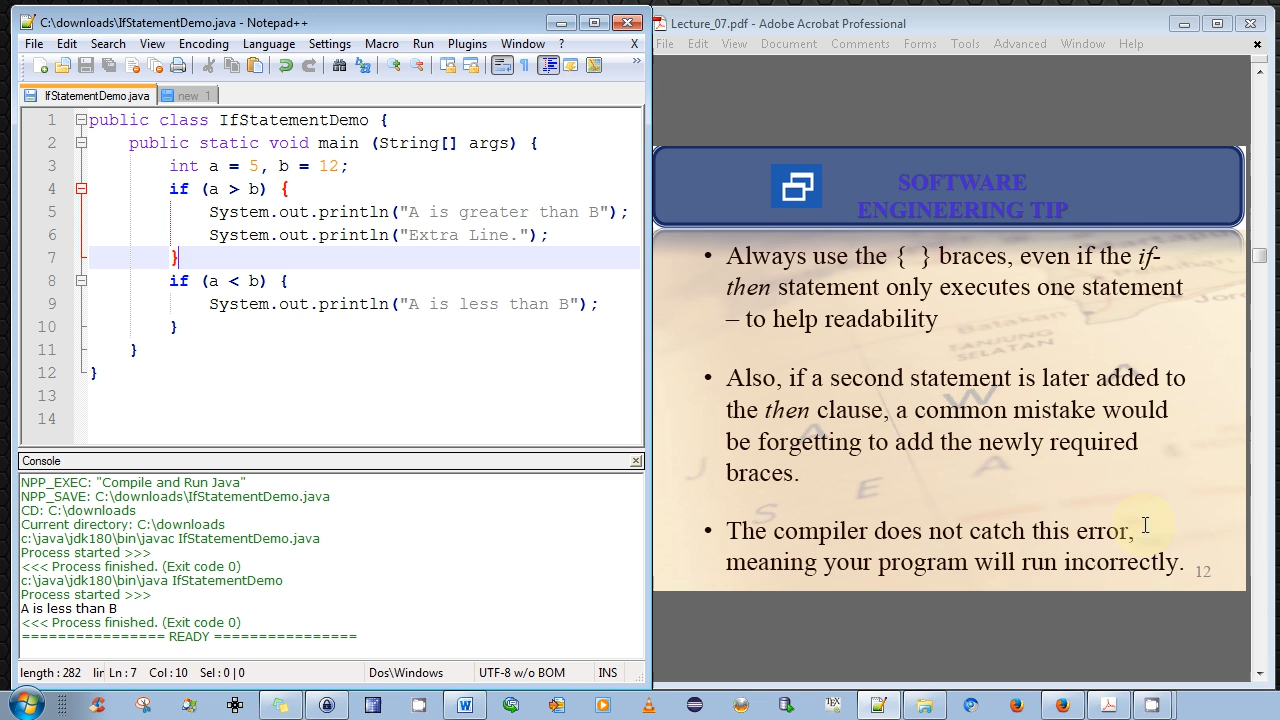 C:\downloads\IfStatementDemo.java - Notepad++
File Edit Search View Encoding Language Settings Macro Run Plugins Window ? X
IfStatementDemo.java new 1
1 public class IfStatementDemo {
2 public static void main (String[] args) {
3 int a = 5, b = 12;
4 if (a > b) {
5 System.out.println("A is greater than B");
6 System.out.println("Extra Line.");
7 }
8 if (a < b) {
9 System.out.println("A is less than B");
10 }
11 }
12 }
13
14
Console
NPP_EXEC: "Compile and Run Java"
NPP_SAVE: C:\downloads\IfStatementDemo.java
CD: C:\downloads
Current directory: C:\downloads
c:\java\jdk180\bin\javac IfStatementDemo.java
Process started >>>
<<< Process finished. (Exit code 0)
c:\java\jdk180\bin\java IfStatementDemo
Process started >>>
A is less than B
<<< Process finished. (Exit code 0)
================ READY ================
length : 282 lir Ln : 7 Col : 10 Sel : 0 | 0 Dos\Windows UTF-8 w/o BOM INS
Lecture_07.pdf - Adobe Acrobat Professional
File Edit View Document Comments Forms Tools Advanced Window Help
SOFTWARE
ENGINEERING TIP
• Always use the { } braces, even if the if-
then statement only executes one statement
– to help readability
• Also, if a second statement is later added to
the then clause, a common mistake would
be forgetting to add the newly required
braces.
• The compiler does not catch this error,
meaning your program will run incorrectly.
12